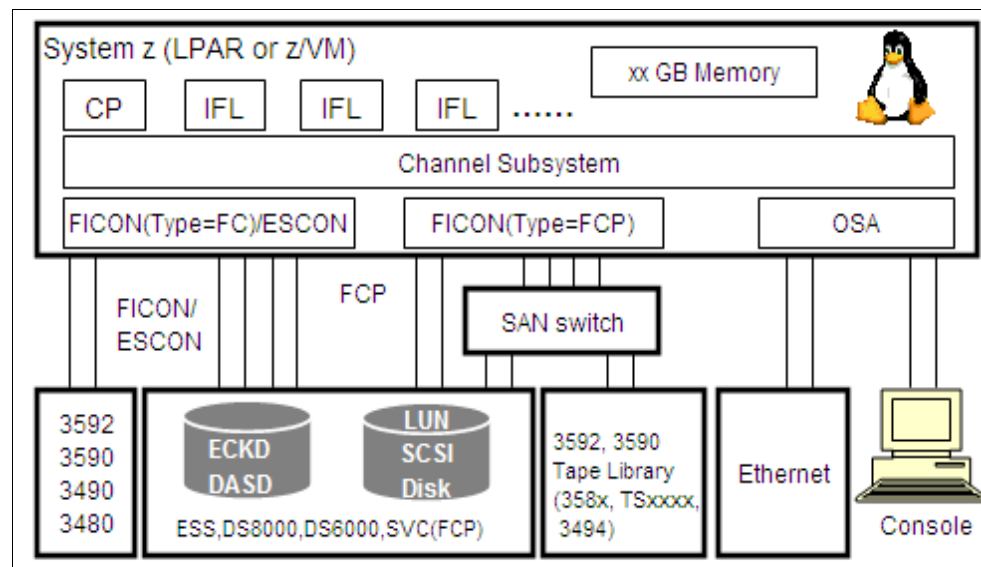 System z (LPAR or z/VM)
xx GB Memory
CP
IFL
IFL
IFL
......
Channel Subsystem
FICON(Type=FC)/ESCON
FICON(Type=FCP)
OSA
FICON/
ESCON
FCP
SAN switch
3592
3590
3490
3480
ECKD
DASD
LUN
SCSI
Disk
ESS,DS8000,DS6000,SVC(FCP)
3592, 3590
Tape Library
(358x, TSxxxx,
3494)
Ethernet
Console